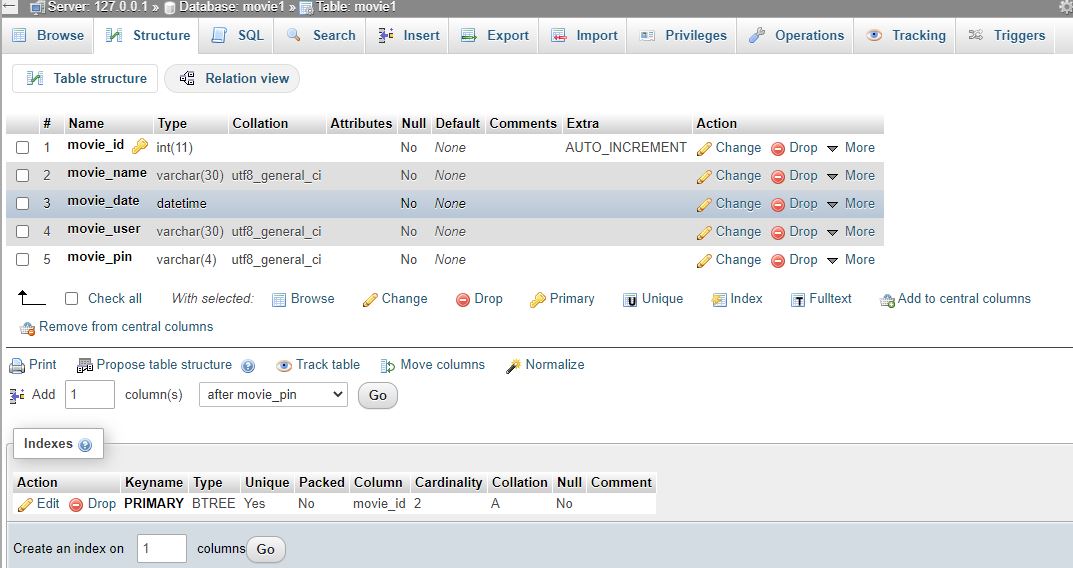 Server: 127.0.0.1 » Database: movie1 » Table: movie1
Browse Structure SQL Search Insert Export Import Privileges Operations Tracking Triggers
Table structure Relation view
# Name Type Collation Attributes Null Default Comments Extra Action
1 movie_id int(11) No None AUTO_INCREMENT Change Drop More
2 movie_name varchar(30) utf8_general_ci No None Change Drop More
3 movie_date datetime No None Change Drop More
4 movie_user varchar(30) utf8_general_ci No None Change Drop More
5 movie_pin varchar(4) utf8_general_ci No None Change Drop More
Check all With selected: Browse Change Drop Primary Unique Index Fulltext Add to central columns
Remove from central columns
Print Propose table structure Track table Move columns Normalize
Add 1 column(s) after movie_pin Go
Indexes
Action Keyname Type Unique Packed Column Cardinality Collation Null Comment
Edit Drop PRIMARY BTREE Yes No movie_id 2 A No
Create an index on 1 columns Go